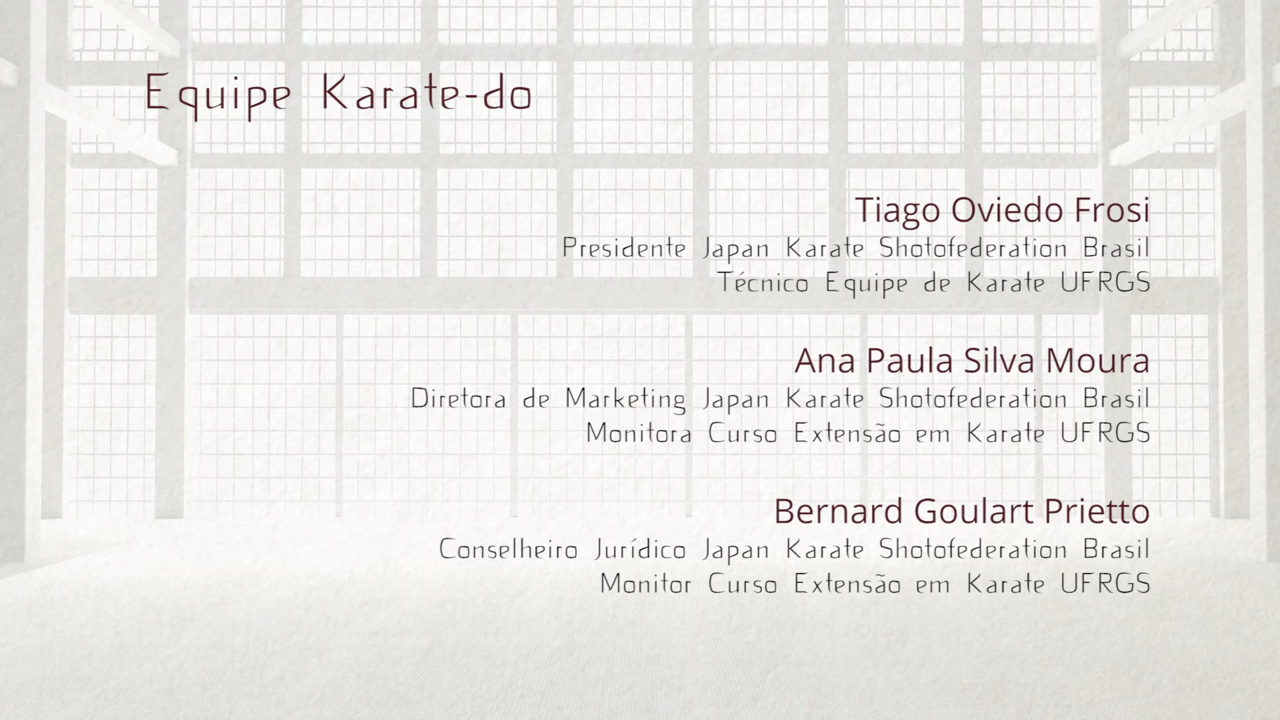 Equipe Karate-do
Tiago Oviedo Frosi
Presidente Japan Karate Shotofederation Brasil
Técnico Equipe de Karate UFRGS
Ana Paula Silva Moura
Diretora de Marketing Japan Karate Shotofederation Brasil
Monitora Curso Extensão em Karate UFRGS
Bernard Goulart Prietto
Conselheiro Jurídico Japan Karate Shotofederation Brasil
Monitor Curso Extensão em Karate UFRGS